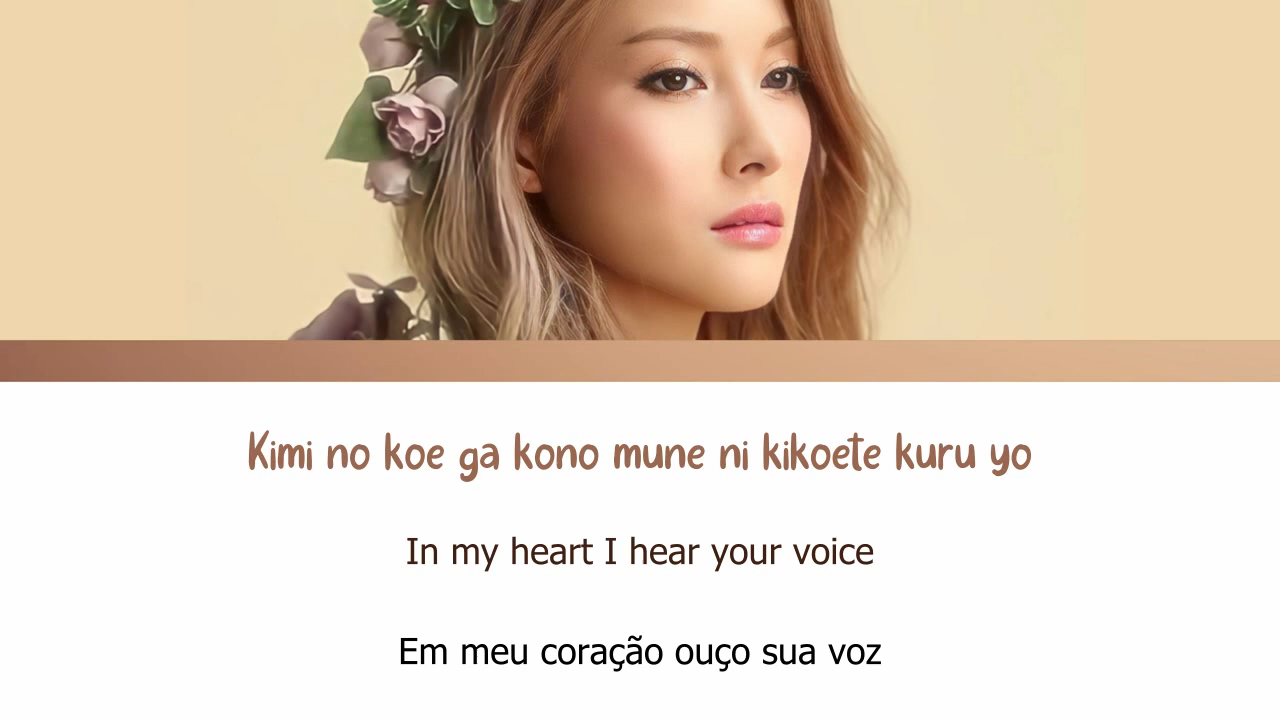 Kimi no koe ga kono mune ni kikoete kuru yo
In my heart I hear your voice
Em meu coração ouço sua voz